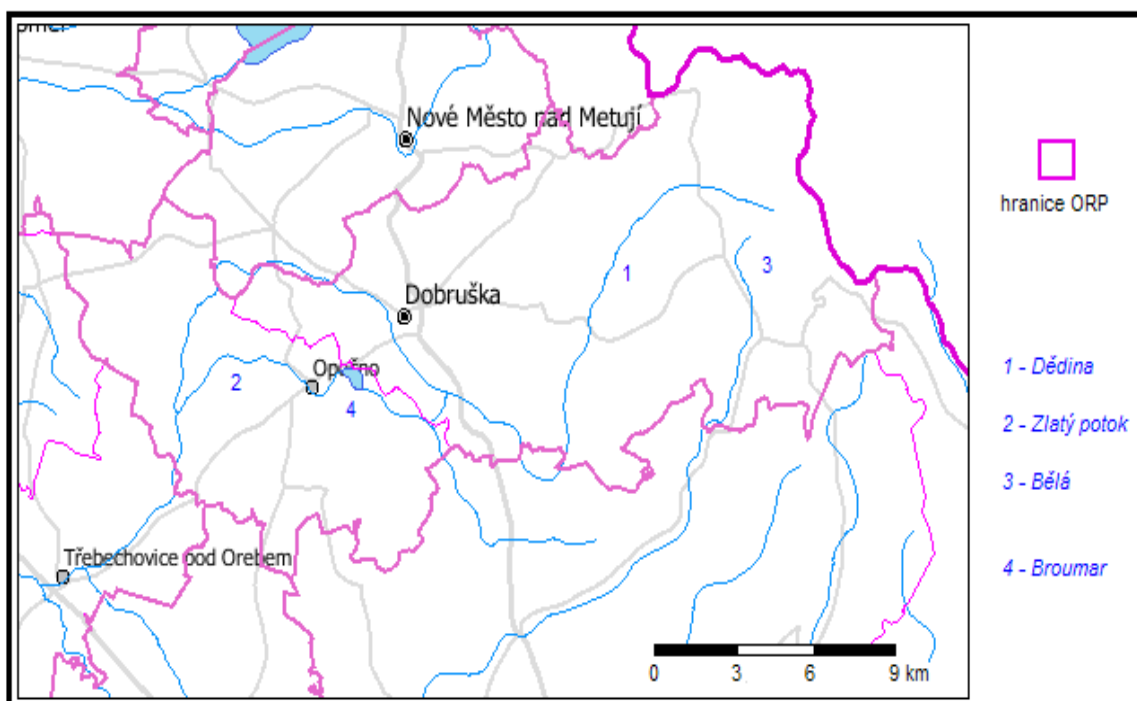 Nové Město nad Metují
hranice ORP
1
3
Dobruška
1 - Dědina
2
4
2 - Zlatý potok
3 - Bělá
Třebechovice pod Orebem
4 - Broumar
0 3 6 9 km